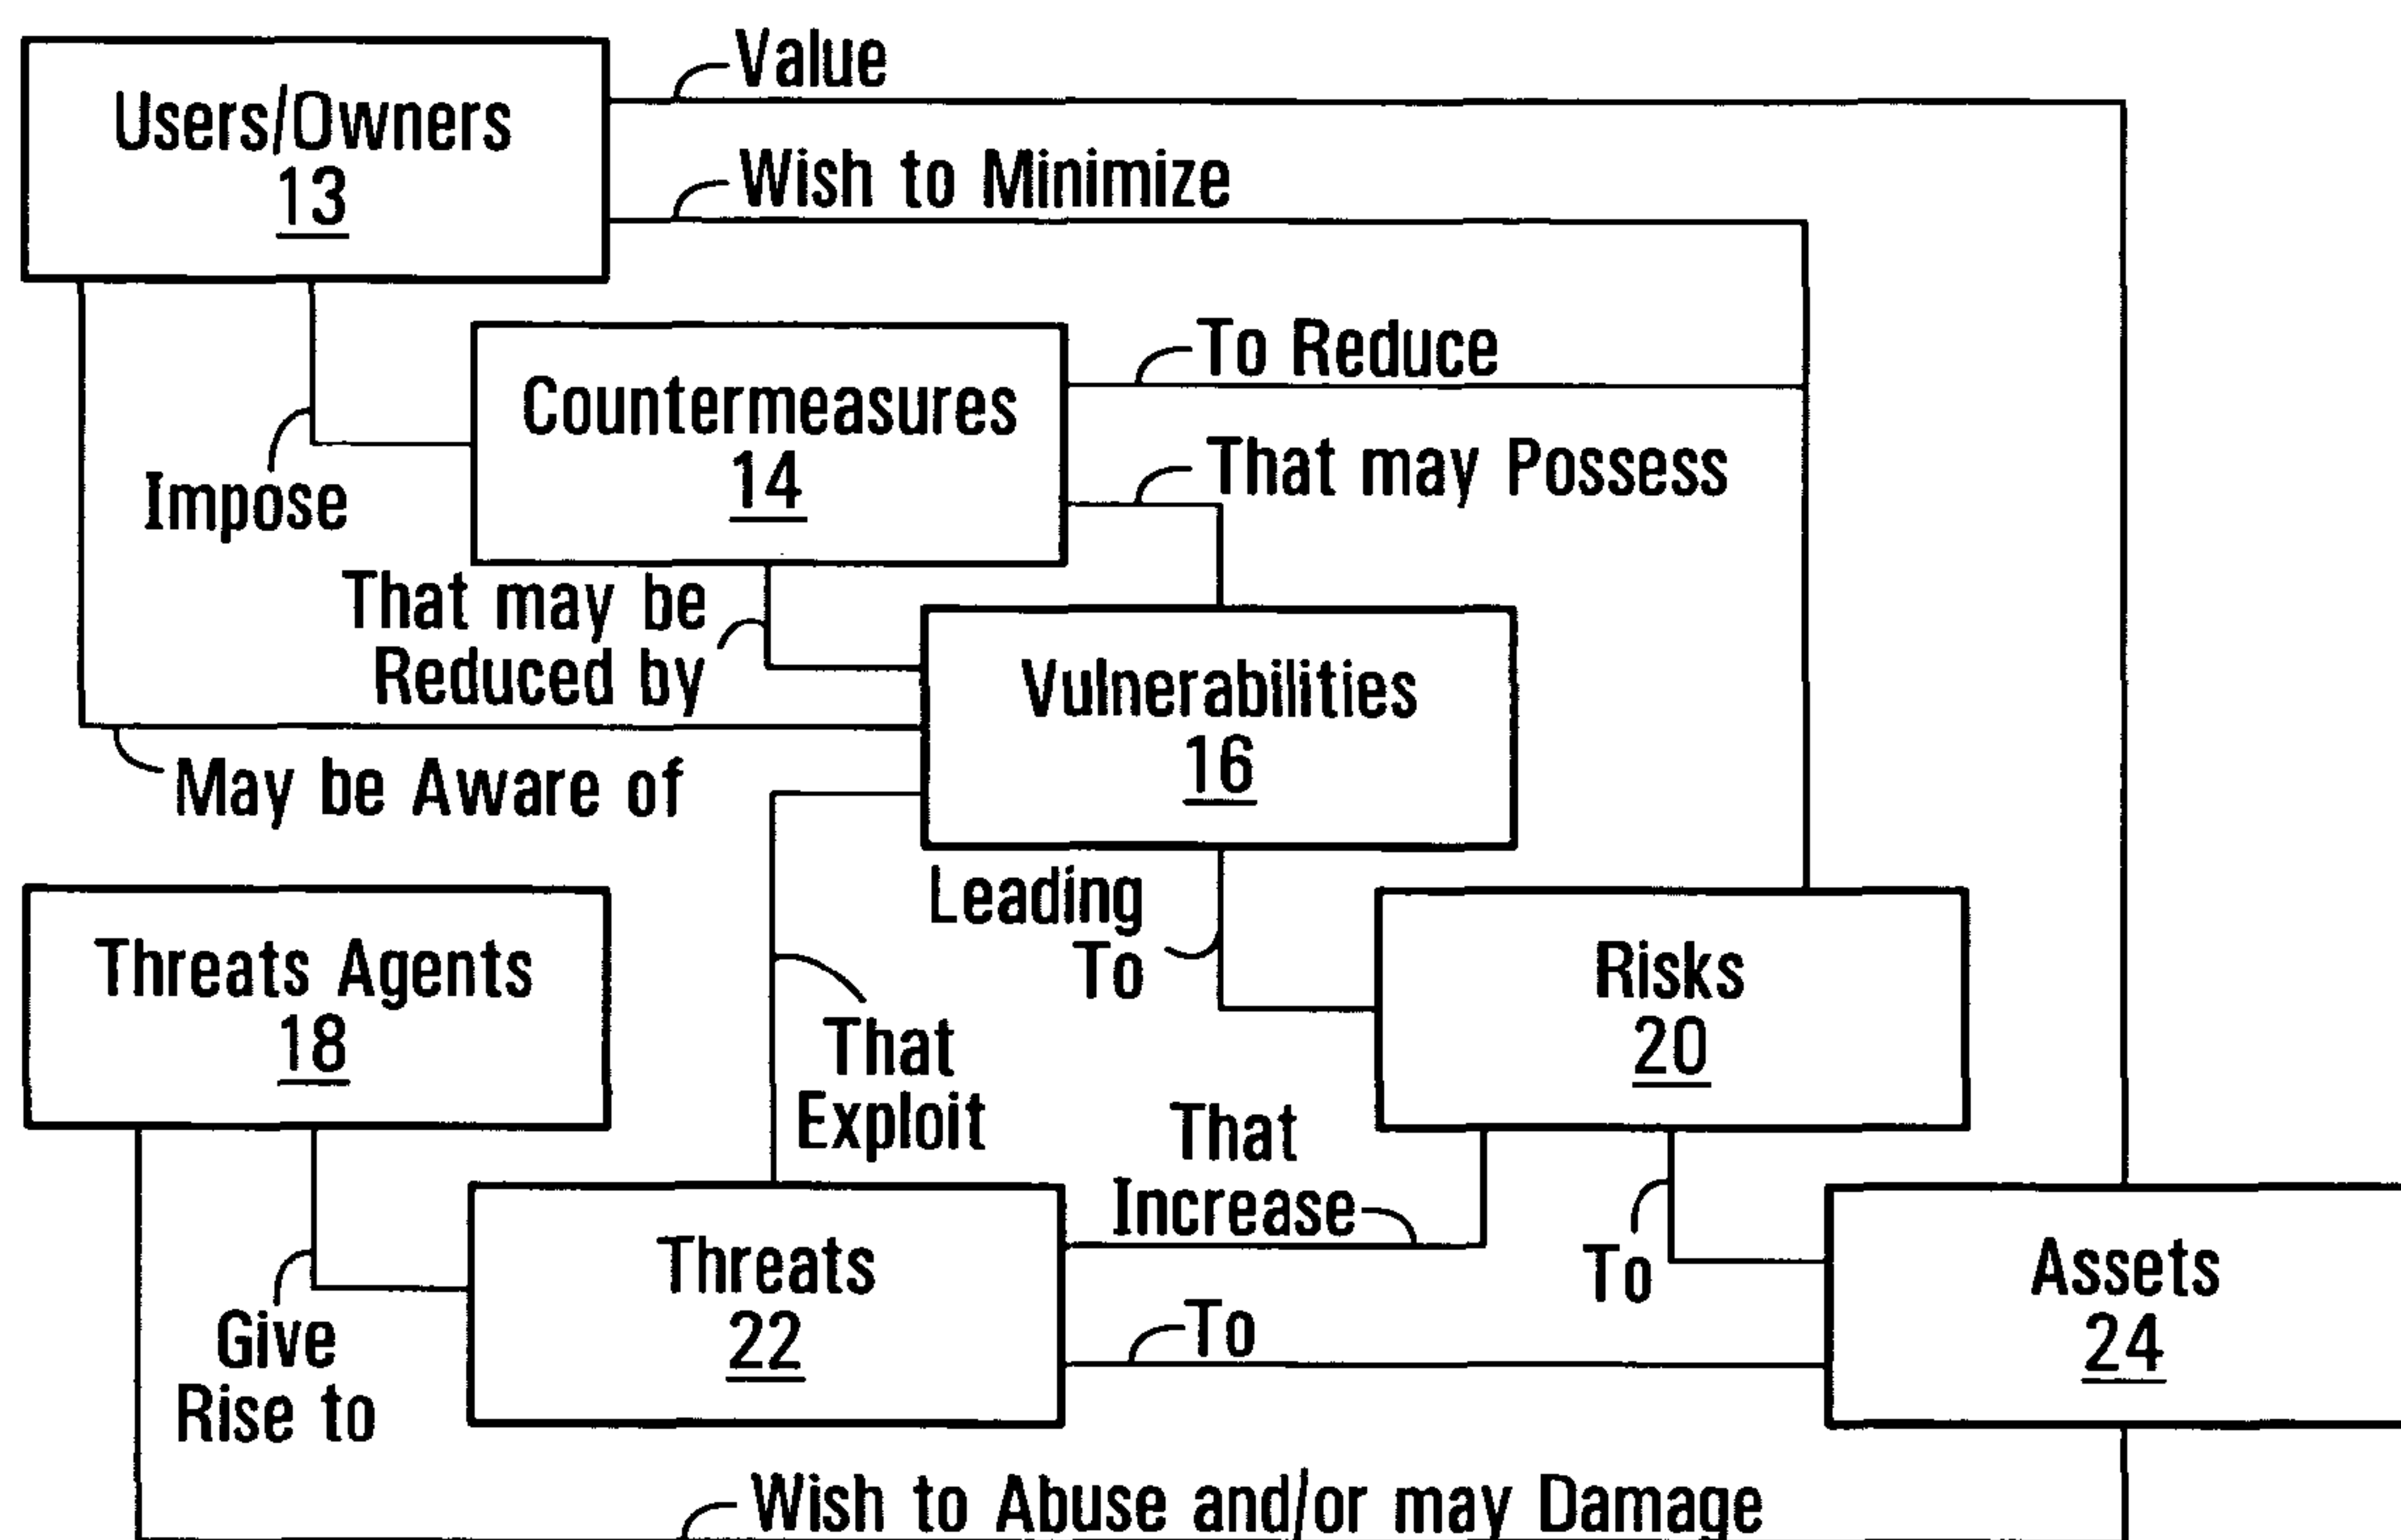 Value
Users/Owners
13
Wish to Minimize
To Reduce
Countermeasures
14
That may Possess
Impose
That may be
Reduced by
Vulnerabilities
16
May be Aware of
Leading
To
Threats Agents
18
Risks
20
That
Exploit
That
Increase
To
Threats
22
Assets
24
Give
Rise to
To
Wish to Abuse and/or may Damage